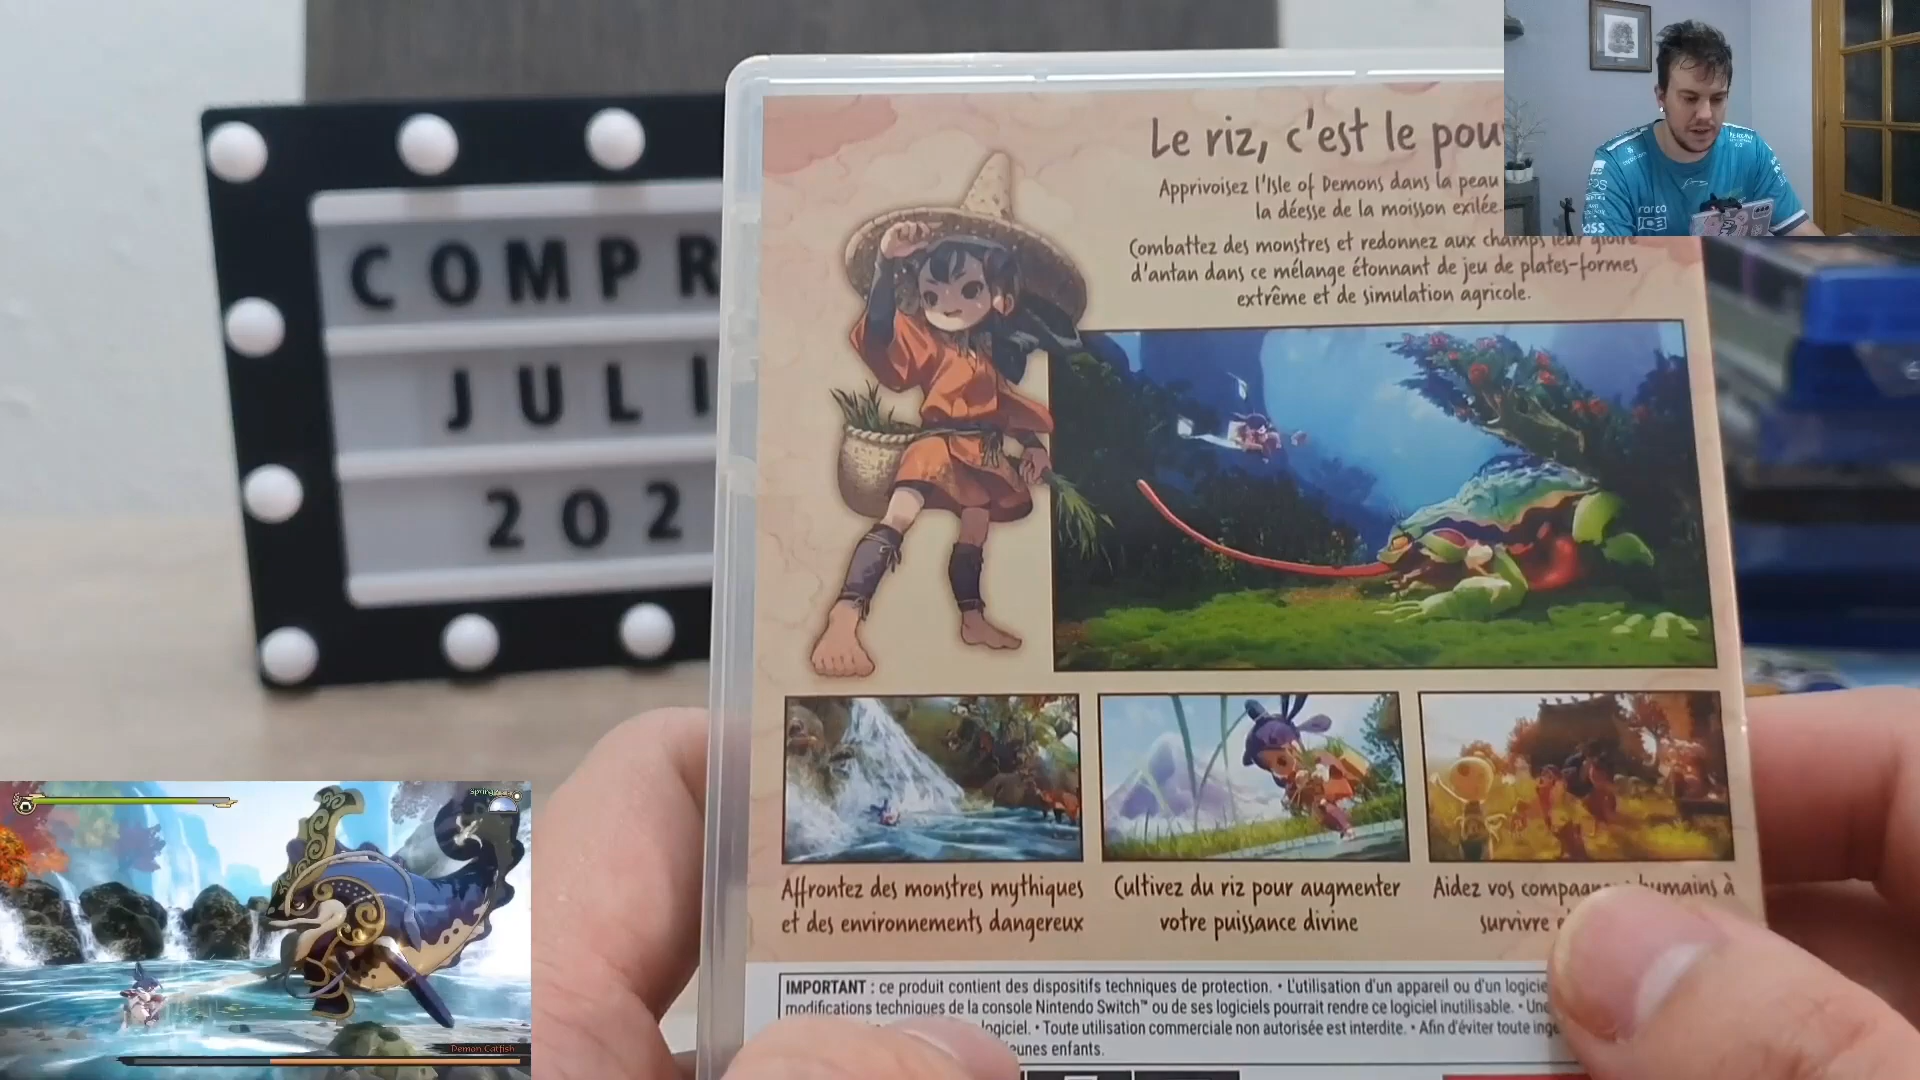 COMPR
JULI
202
Le riz, c'est le pou
Apprivoisez l'Isle of Demons dans la peau
la déesse de la moisson exilée.
Combattez des monstres et redonnez aux champs leur gloire
d'antan dans ce mélange étonnant de jeu de plates-formes
extrême et de simulation agricole.
Affrontez des monstres mythiques
et des environnements dangereux
Cultivez du riz pour augmenter
votre puissance divine
Aidez vos humains à
survivre
IMPORTANT : ce produit contient des dispositifs techniques de protection. • L'utilisation d'un appareil ou d'un logicie
modifications techniques de la console Nintendo Switch™ ou de ses logiciels pourrait rendre ce logiciel inutilisable. • Une
logiciel. • Toute utilisation commerciale non autorisée est interdite. • Afin d'éviter toute inge
jeunes enfants.
spring
Demon Catfish
JCB